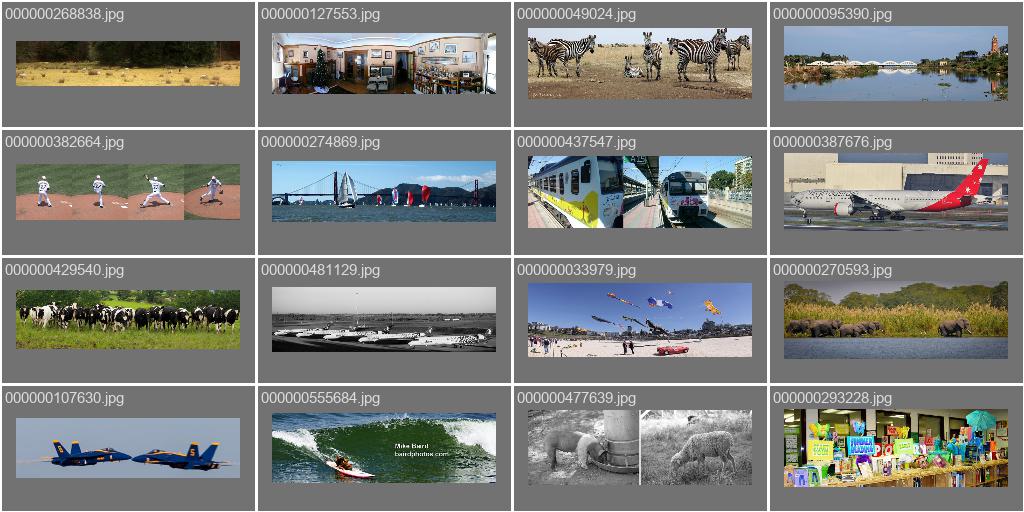 000000268838.jpg
000000127553.jpg
000000049024.jpg
000000095390.jpg
000000382664.jpg
000000274869.jpg
000000437547.jpg
000000387676.jpg
000000429540.jpg
000000481129.jpg
000000033979.jpg
000000270593.jpg
000000107630.jpg
000000555684.jpg
Mike Baird
bairdphotos.com
000000477639.jpg
000000293228.jpg